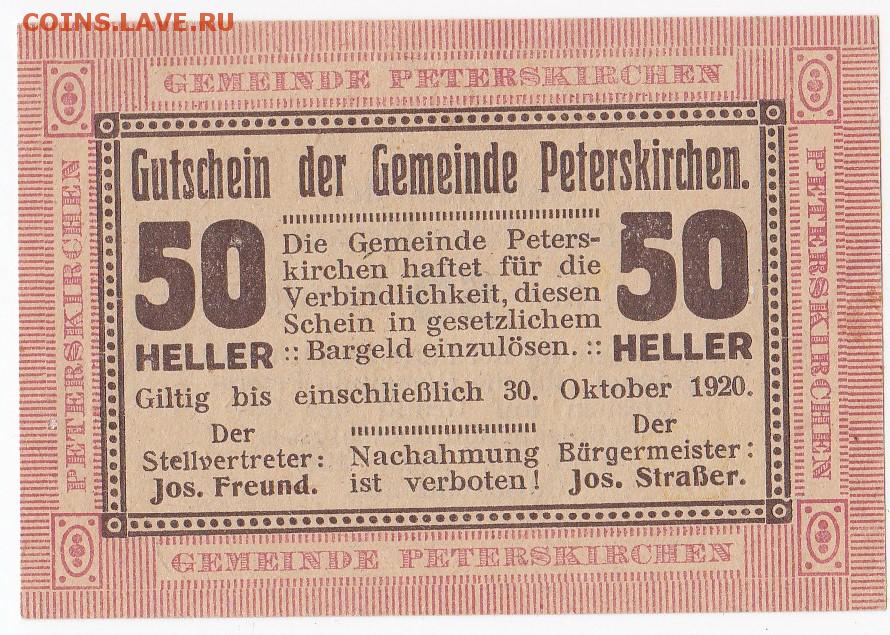 COINS.LAVE.RU
GEMEINDE PETERSKIRCHEN
PETERSKIRCHEN
Gutschein der Gemeinde Peterskirchen.
50
HELLER
Die Gemeinde Peters-
kirchen haftet für die
Verbindlichkeit, diesen
Schein in gesetzlichem
:: Bargeld einzulösen. ::
50
HELLER
Giltig bis einschließlich 30. Oktober 1920.
Der
Stellvertreter:
Jos. Freund.
Nachahmung
ist verboten!
Der
Bürgermeister:
Jos. Straßer.
PETERSKIRCHEN
GEMEINDE PETERSKIRCHEN